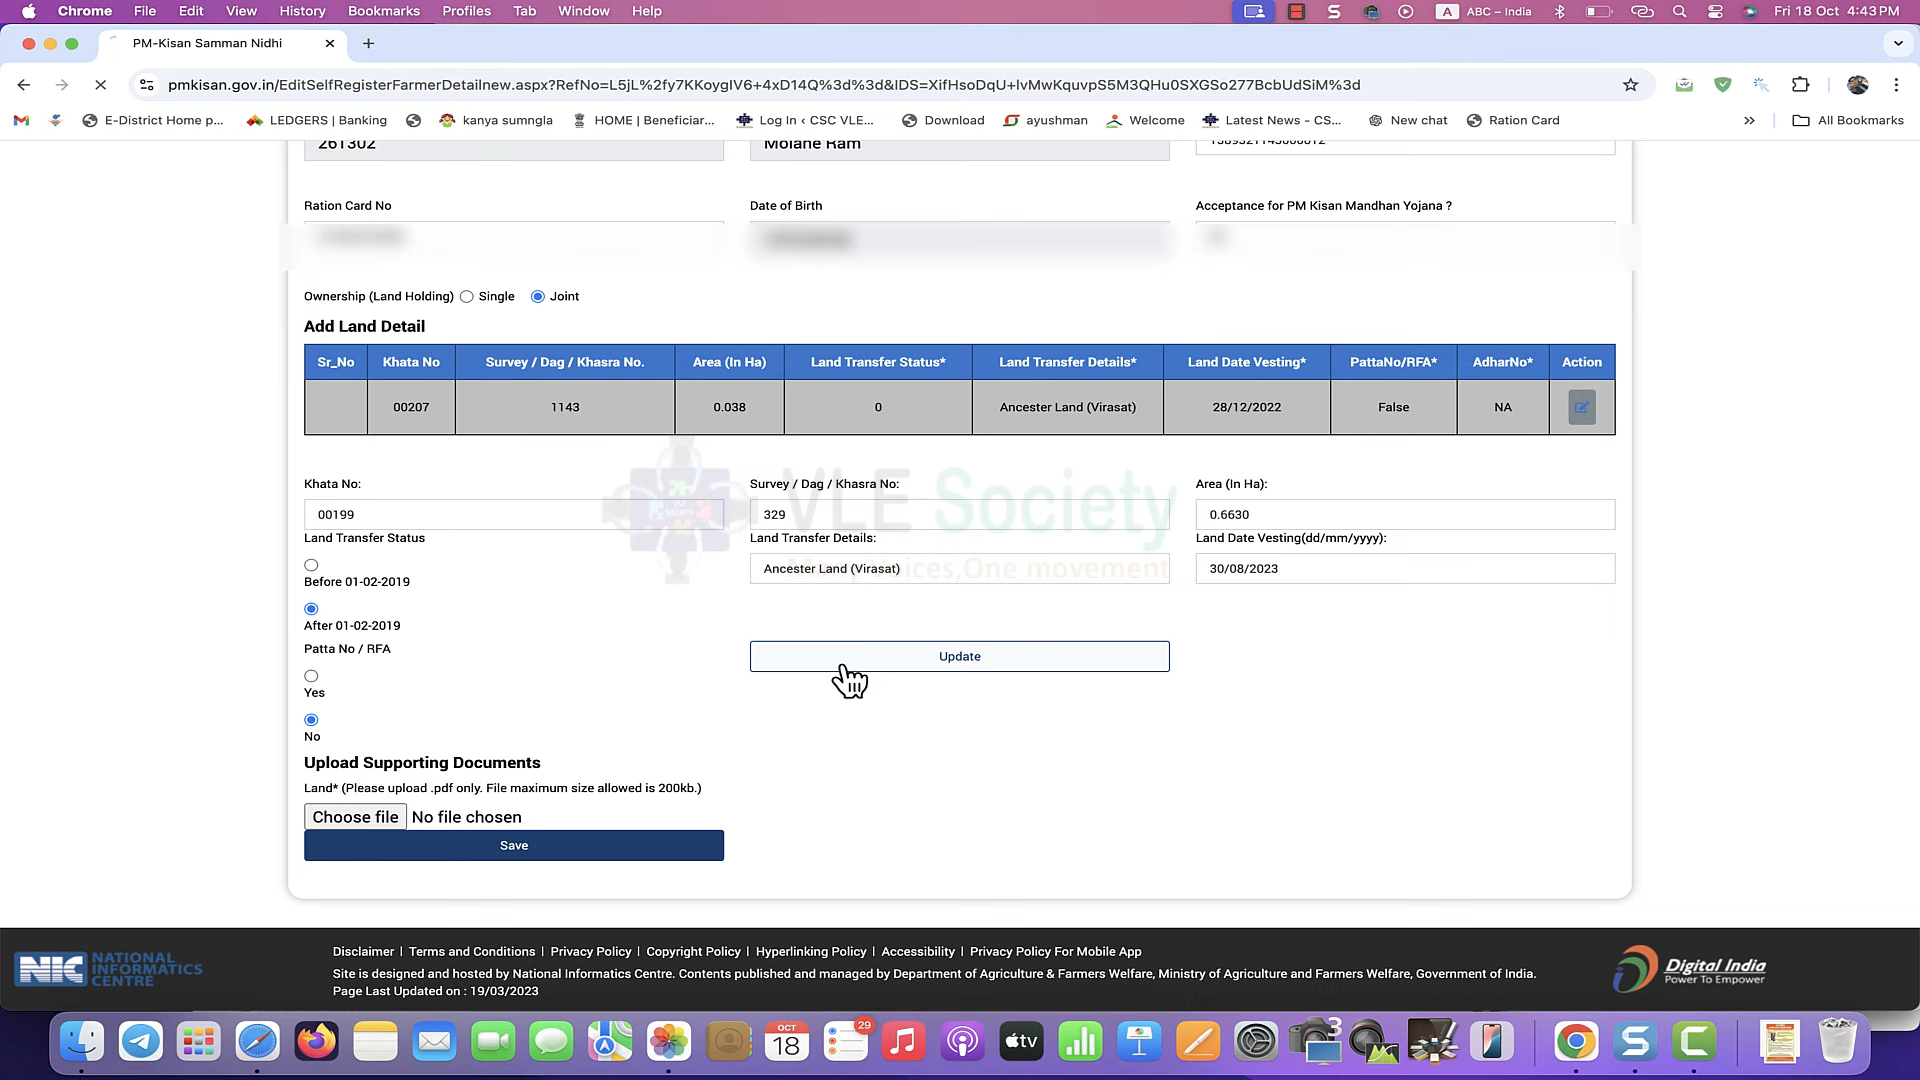 Chrome File Edit View History Bookmarks Profiles Tab Window Help
ABC – India Fri 18 Oct 4:43 PM
PM-Kisan Samman Nidhi
pmkisan.gov.in/EditSelfRegisterFarmerDetailnew.aspx?RefNo=L5jL%2fy7KKoygIV6+4xD14Q%3d%3d&IDS=XifHsoDqU+lvMwKquvpS5M3QHu0SXGSo277BcbUdSiM%3d
E-District Home p... LEDGERS | Banking kanya sumngla HOME | Beneficiar... Log In ‹ CSC VLE... Download ayushman Welcome Latest News - CS... New chat Ration Card » All Bookmarks
261302 Molahe Ram
Ration Card No Date of Birth Acceptance for PM Kisan Mandhan Yojana ?
Ownership (Land Holding) Single Joint
Add Land Detail
Sr_No Khata No Survey / Dag / Khasra No. Area (In Ha) Land Transfer Status* Land Transfer Details* Land Date Vesting* PattaNo/RFA* AdharNo* Action
00207 1143 0.038 0 Ancester Land (Virasat) 28/12/2022 False NA
Khata No: Survey / Dag / Khasra No: Area (In Ha):
VLE Society
00199 329 0.6630
Land Transfer Status Land Transfer Details: Land Date Vesting(dd/mm/yyyy):
Ancester Land (Virasat) 30/08/2023
Many Voices,One movement
Before 01-02-2019
After 01-02-2019
Patta No / RFA
Update
Yes
No
Upload Supporting Documents
Land* (Please upload .pdf only. File maximum size allowed is 200kb.)
Choose file No file chosen
Save
NIC NATIONAL INFORMATICS CENTRE
Disclaimer | Terms and Conditions | Privacy Policy | Copyright Policy | Hyperlinking Policy | Accessibility | Privacy Policy For Mobile App
Site is designed and hosted by National Informatics Centre. Contents published and managed by Department of Agriculture & Farmers Welfare, Ministry of Agriculture and Farmers Welfare, Government of India.
Page Last Updated on : 19/03/2023
Digital India
Power To Empower
OCT
18
29
tv
3